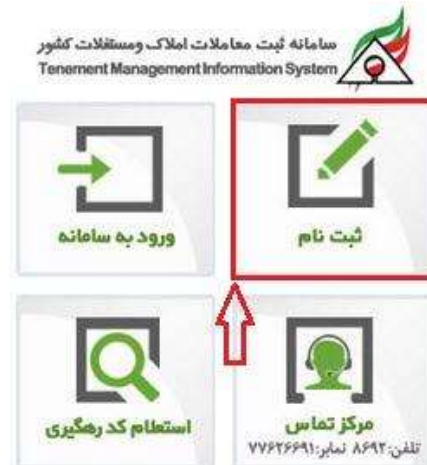 سامانه ثبت معاملات املاک ومستغلات کشور
Tenement Management Information System
ثبت نام
ورود به سامانه
مرکز تماس
تلفن:۸۶۹۲ نمابر:۷۷۶۲۶۶۹۱
استعلام کد رهگیری